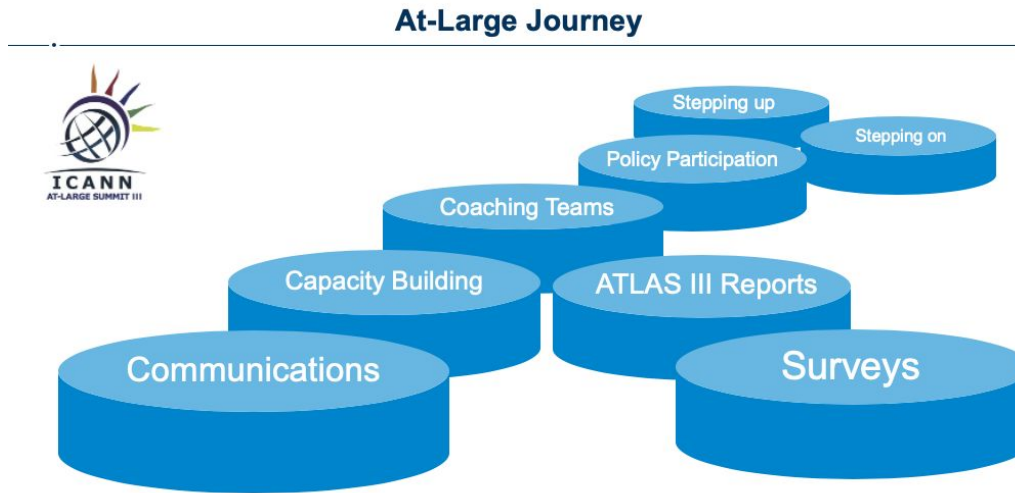 At-Large Journey
ICANN
AT-LARGE SUMMIT III
Stepping up
Stepping on
Policy Participation
Coaching Teams
Capacity Building
ATLAS III Reports
Communications
Surveys